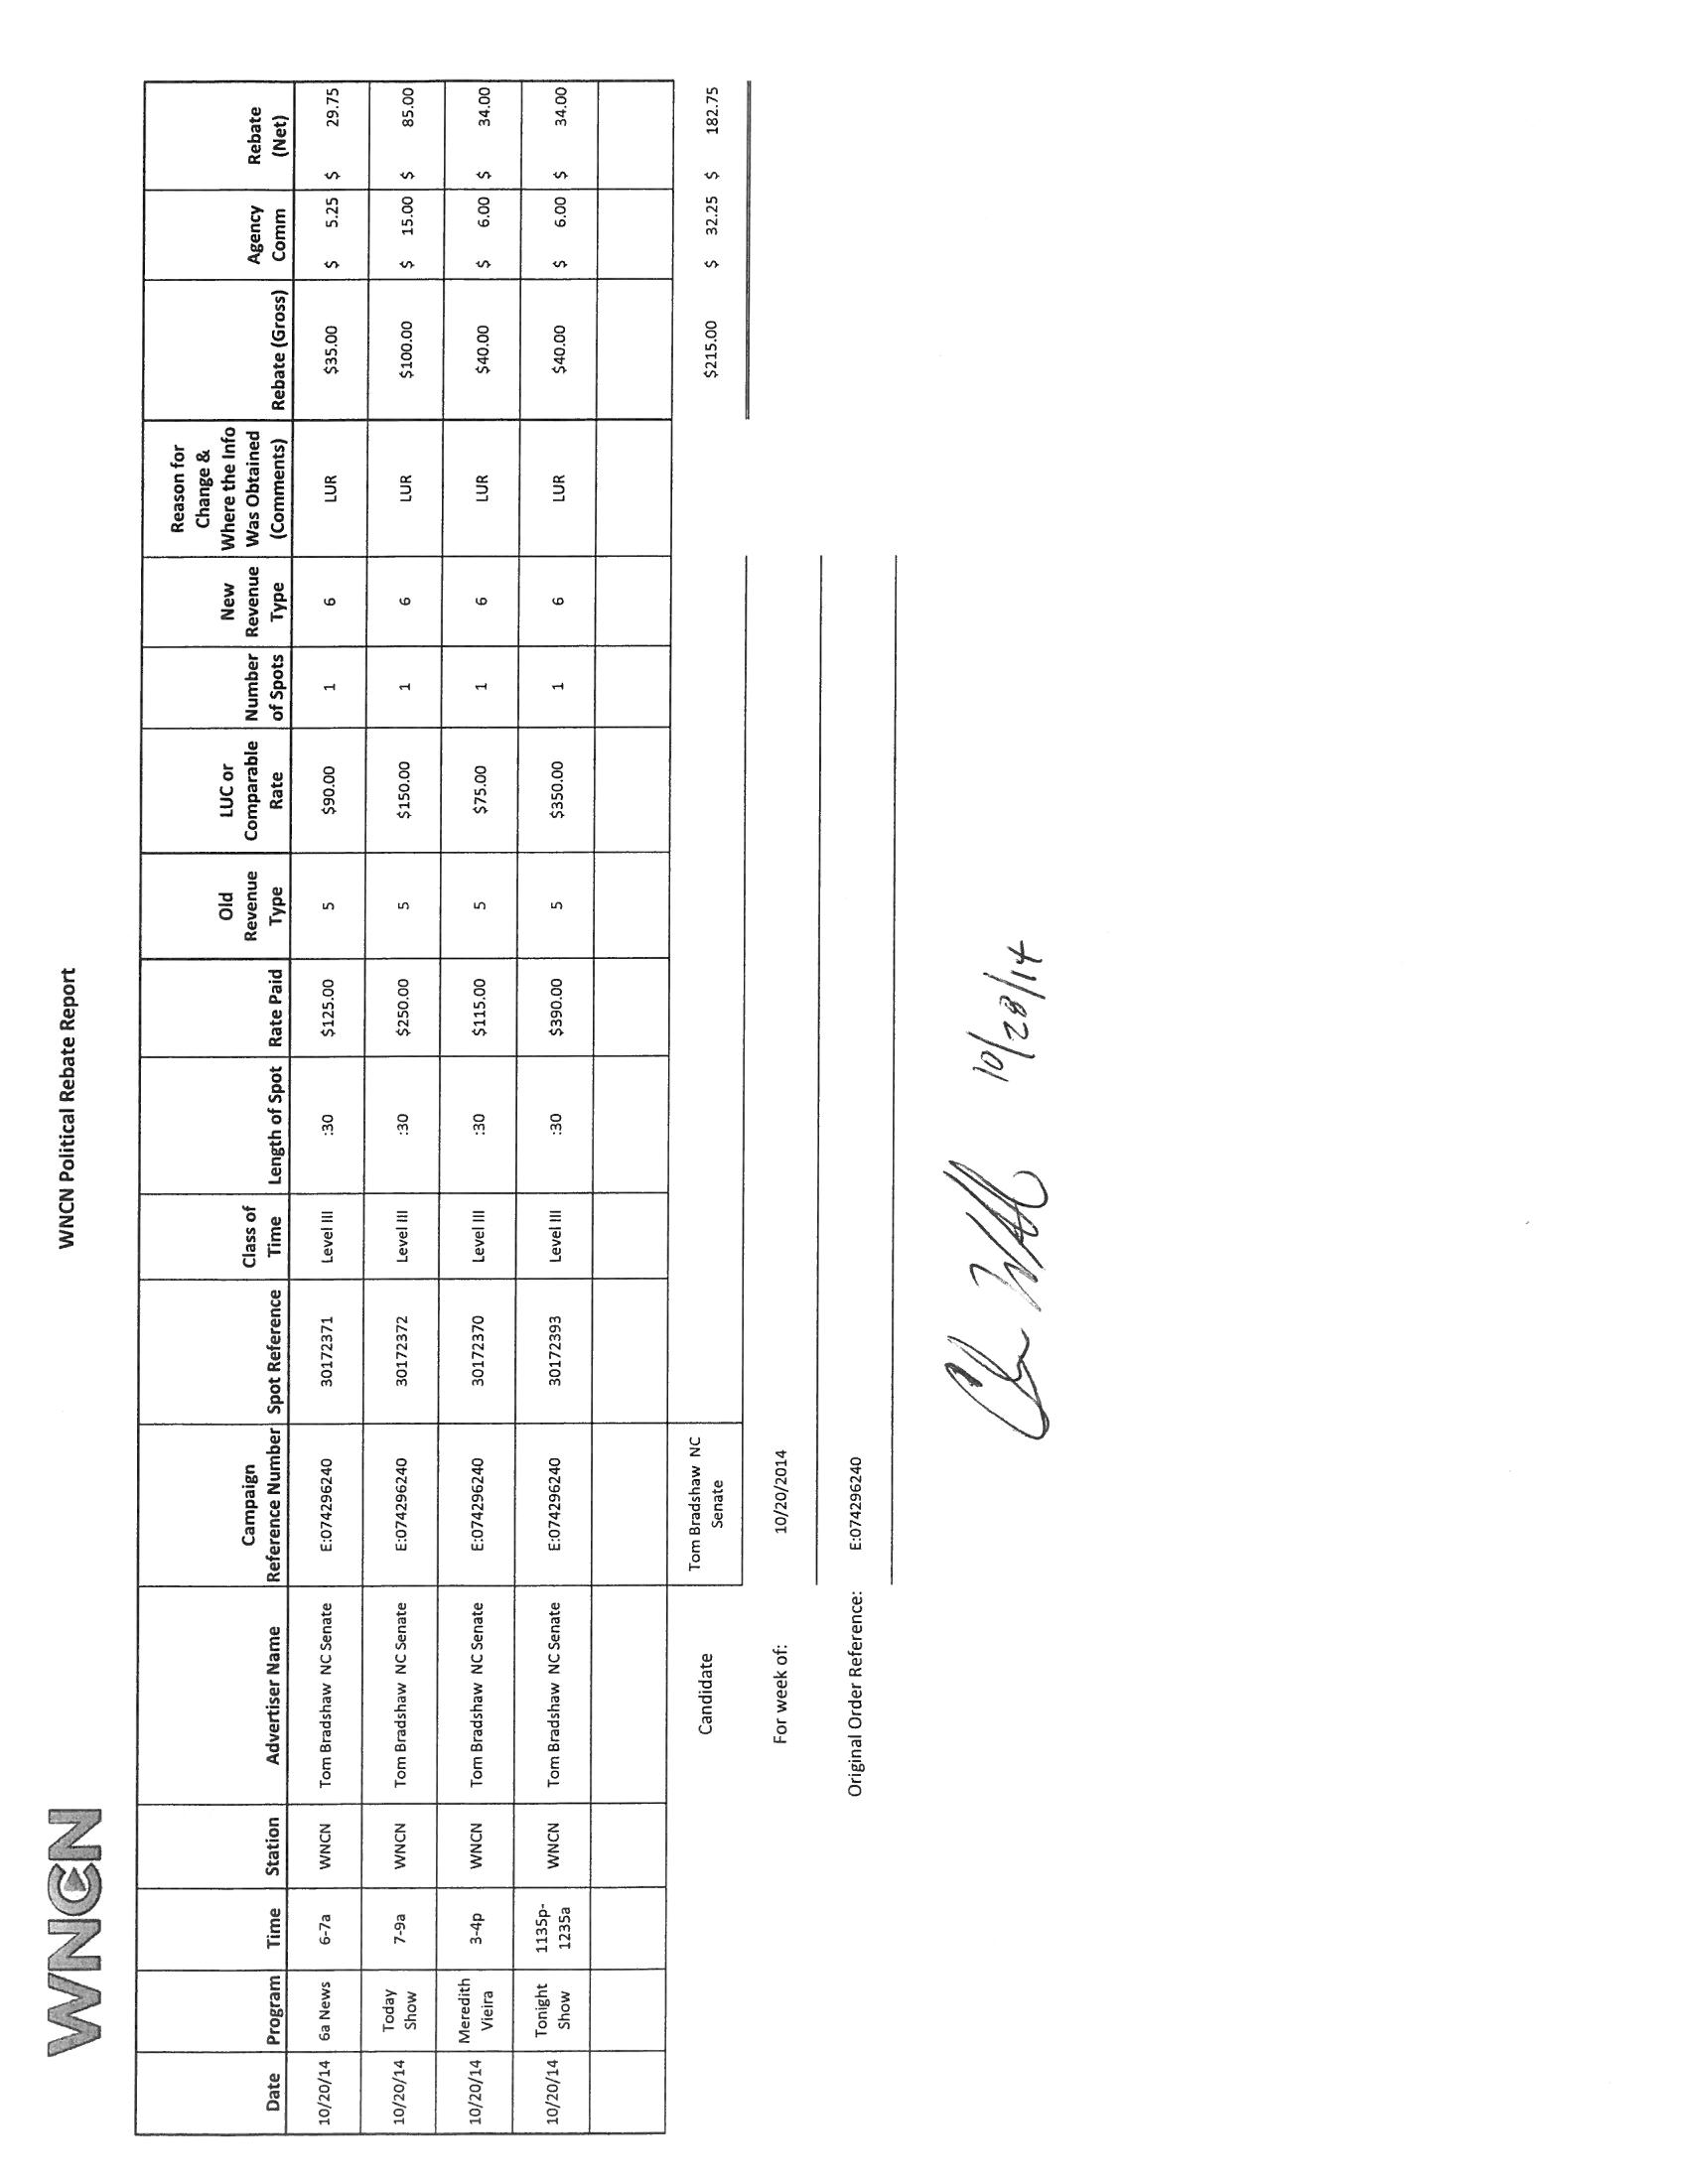 WNCN
WNCN Political Rebate Report
Date Program Time Station Advertiser Name Campaign Reference Number Spot Reference Class of Time Length of Spot Rate Paid Old Revenue Type LUC or Comparable Rate Number of Spots New Revenue Type Reason for Change & Where the Info Was Obtained (Comments) Rebate (Gross) Agency Comm Rebate (Net)
10/20/14 6a News 6-7a WNCN Tom Bradshaw NC Senate E:074296240 30172371 Level III :30 $125.00 5 $90.00 1 6 LUR $35.00 $ 5.25 $ 29.75
10/20/14 Today Show 7-9a WNCN Tom Bradshaw NC Senate E:074296240 30172372 Level III :30 $250.00 5 $150.00 1 6 LUR $100.00 $ 15.00 $ 85.00
10/20/14 Meredith Vieira 3-4p WNCN Tom Bradshaw NC Senate E:074296240 30172370 Level III :30 $115.00 5 $75.00 1 6 LUR $40.00 $ 6.00 $ 34.00
10/20/14 Tonight Show 1135p-1235a WNCN Tom Bradshaw NC Senate E:074296240 30172393 Level III :30 $390.00 5 $350.00 1 6 LUR $40.00 $ 6.00 $ 34.00
Candidate Tom Bradshaw NC Senate $215.00 $ 32.25 $ 182.75
For week of: 10/20/2014
Original Order Reference: E:074296240
10/28/14